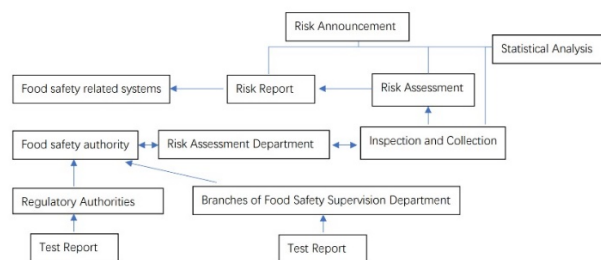 Risk Announcement
Statistical Analysis
Food safety related systems
Risk Report
Risk Assessment
Food safety authority
Risk Assessment Department
Inspection and Collection
Regulatory Authorities
Branches of Food Safety Supervision Department
Test Report
Test Report